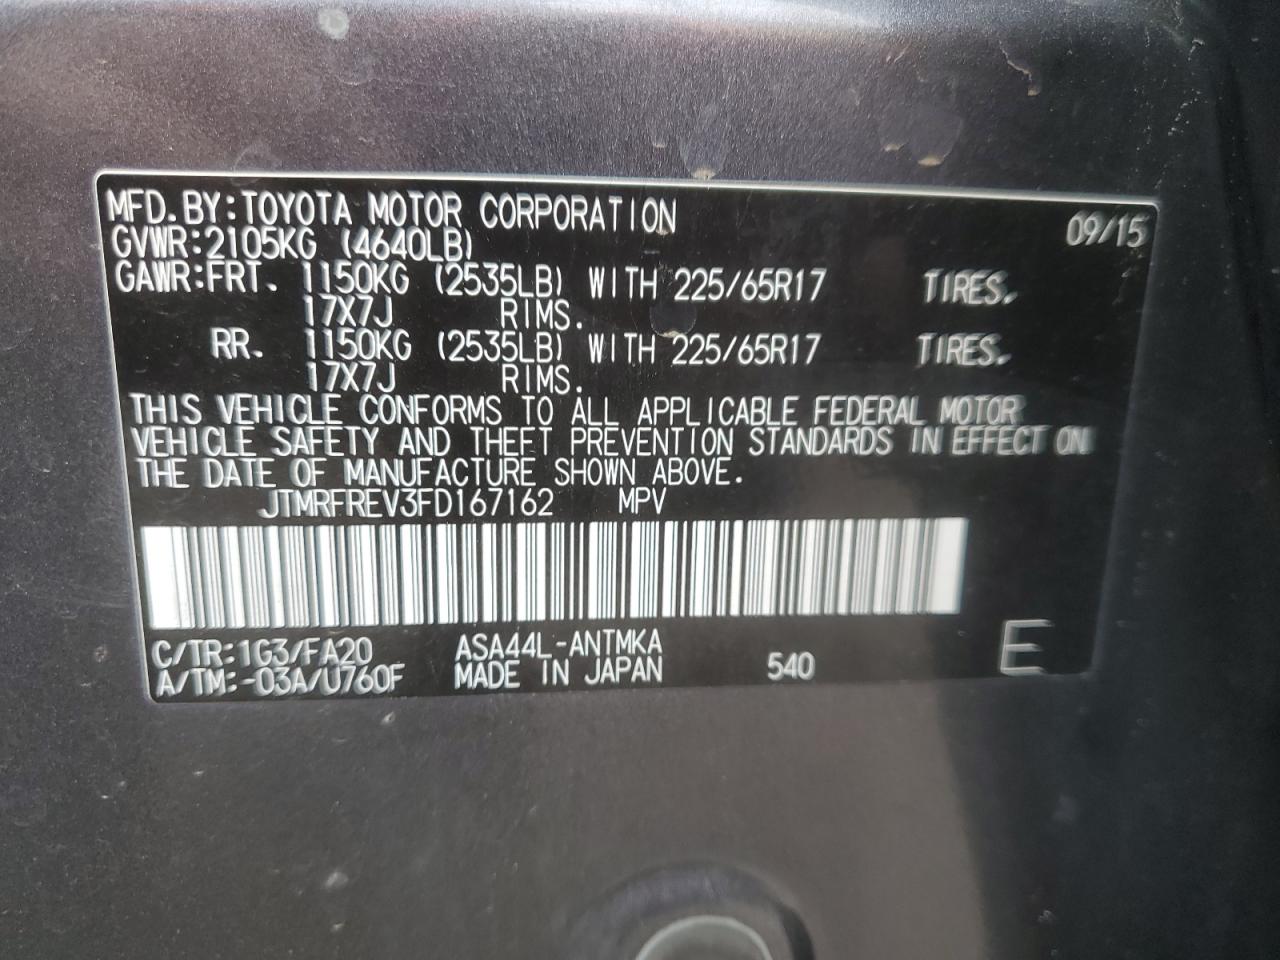 MFD.BY:TOYOTA MOTOR CORPORATION 09/15
GVWR:2105KG (4640LB)
GAWR:FRT. 1150KG (2535LB) WITH 225/65R17 TIRES.
17X7J RIMS.
RR. 1150KG (2535LB) WITH 225/65R17 TIRES.
17X7J RIMS.
THIS VEHICLE CONFORMS TO ALL APPLICABLE FEDERAL MOTOR
VEHICLE SAFETY AND THEFT PREVENTION STANDARDS IN EFFECT ON
THE DATE OF MANUFACTURE SHOWN ABOVE.
JTMRFREV3FD167162 MPV
C/TR:1G3/FA20 ASA44L-ANTMKA
A/TM:-03A/U760F MADE IN JAPAN 540 E